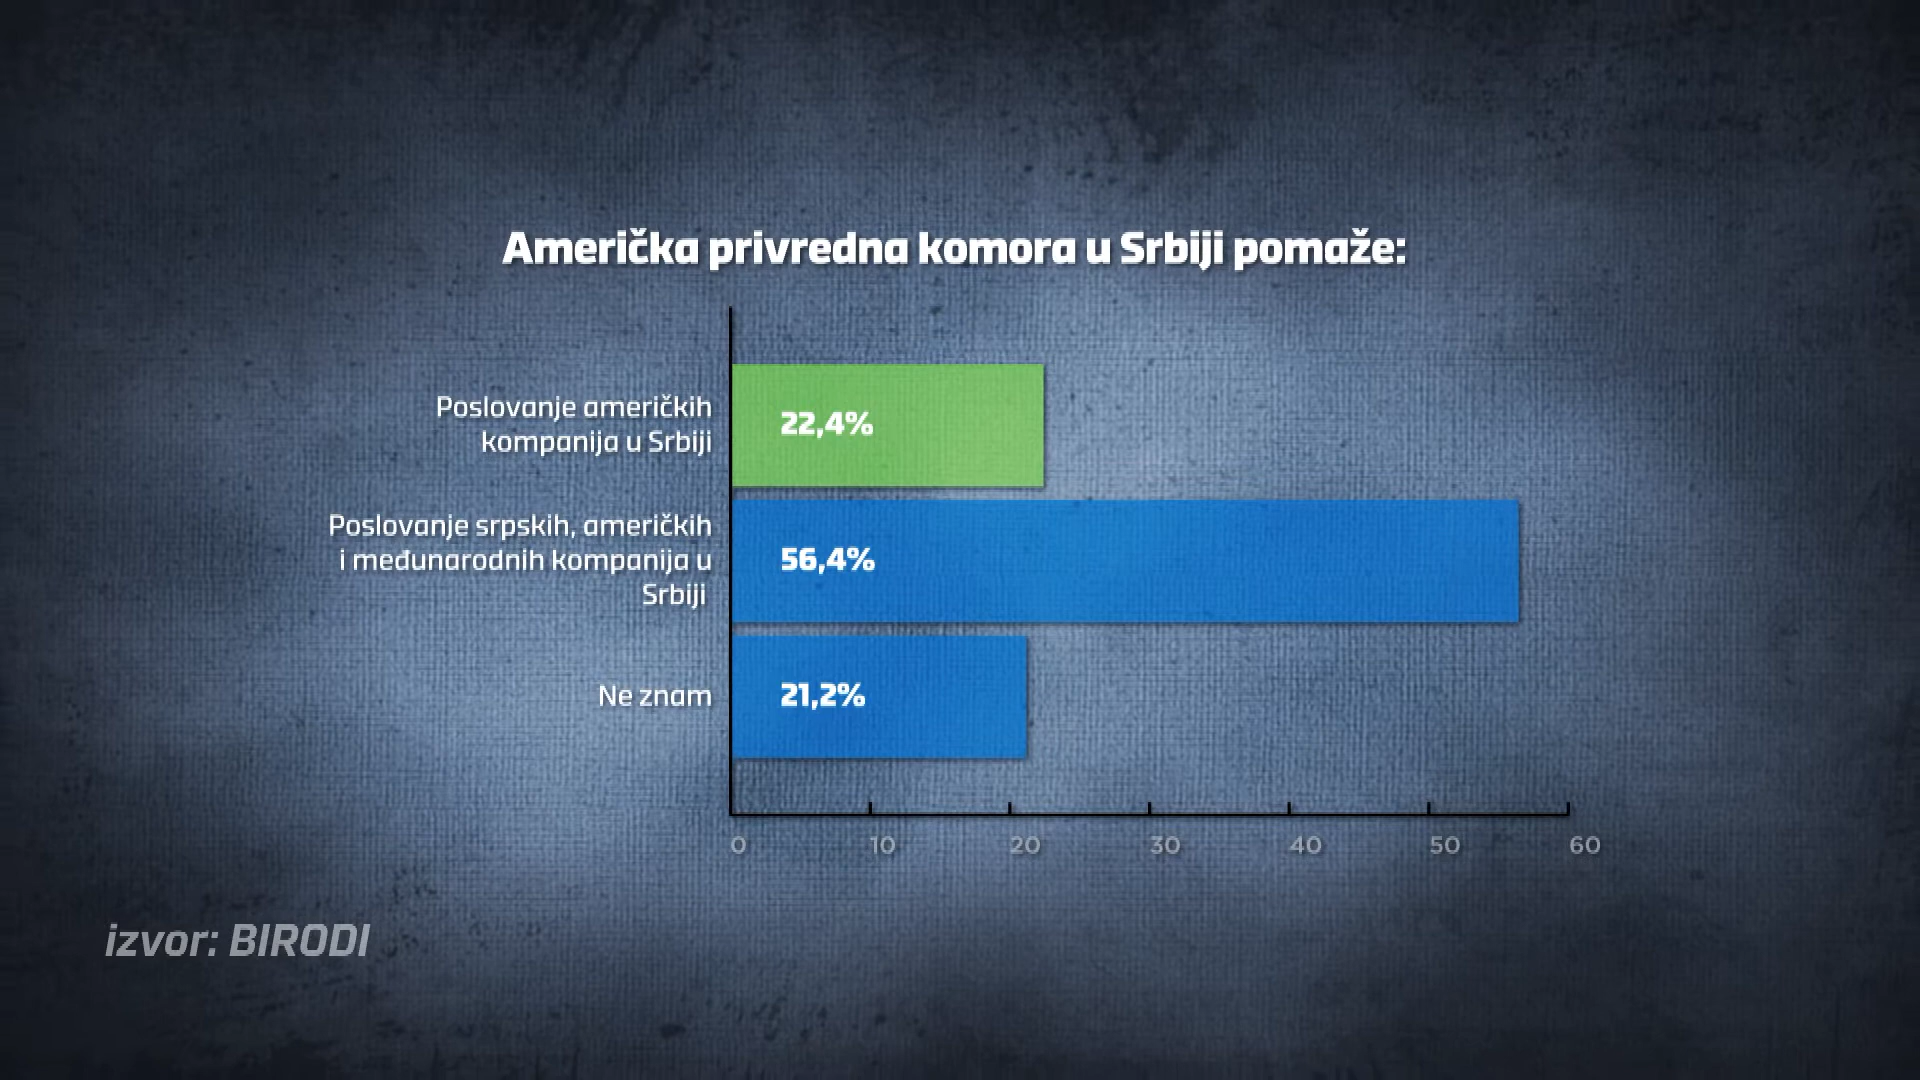 Američka privredna komora u Srbiji pomaže:
Poslovanje američkih
kompanija u Srbiji
22,4%
Poslovanje srpskih, američkih
i međunarodnih kompanija u
Srbiji
56,4%
Ne znam
21,2%
0 10 20 30 40 50 60
izvor: BIRODI